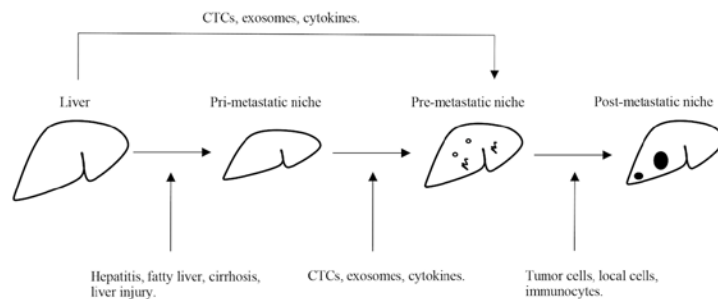 CTCs, exosomes, cytokines.
Liver
Pri-metastatic niche
Pre-metastatic niche
Post-metastatic niche
Hepatitis, fatty liver, cirrhosis,
liver injury.
CTCs, exosomes, cytokines.
Tumor cells, local cells,
immunocytes.